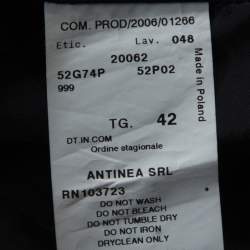 COM. PROD/2006/01266
Etic. Lav. 048
20062
52G74P 52P02
999
Made in Poland
TG. 42
DT.IN.COM
Ordine stagionale
ANTINEA SRL
RN103723
DO NOT WASH
DO NOT BLEACH
DO NOT TUMBLE DRY
DO NOT IRON
DRYCLEAN ONLY